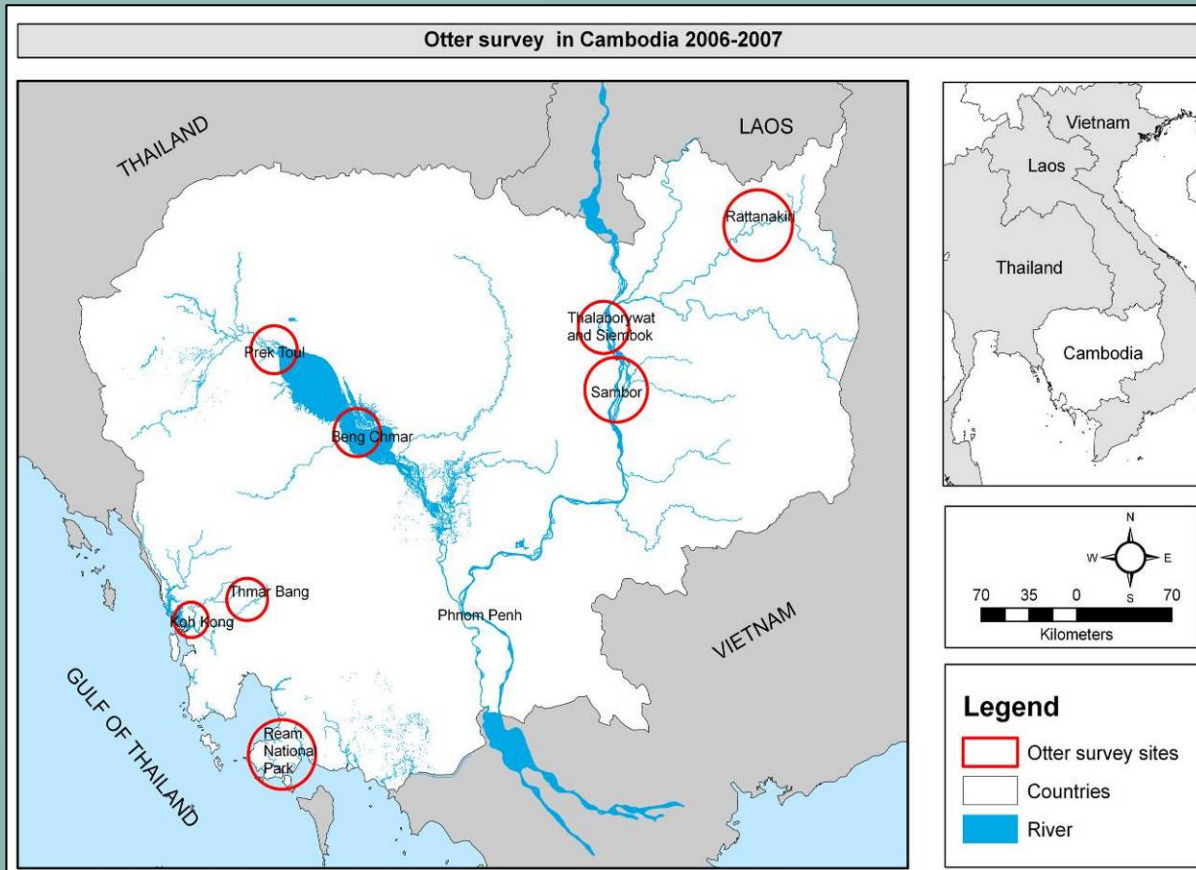 Otter survey in Cambodia 2006-2007
THAILAND
LAOS
Rattanakiri
Thalaborywat
and Siembok
Prek Toul
Sambor
Beng Chmar
Thmar Bang
Koh Kong
Phnom Penh
VIETNAM
GULF OF THAILAND
Ream
National
Park
Vietnam
Laos
Thailand
Cambodia
N
W E
S
70 35 0 70
Kilometers
Legend
Otter survey sites
Countries
River